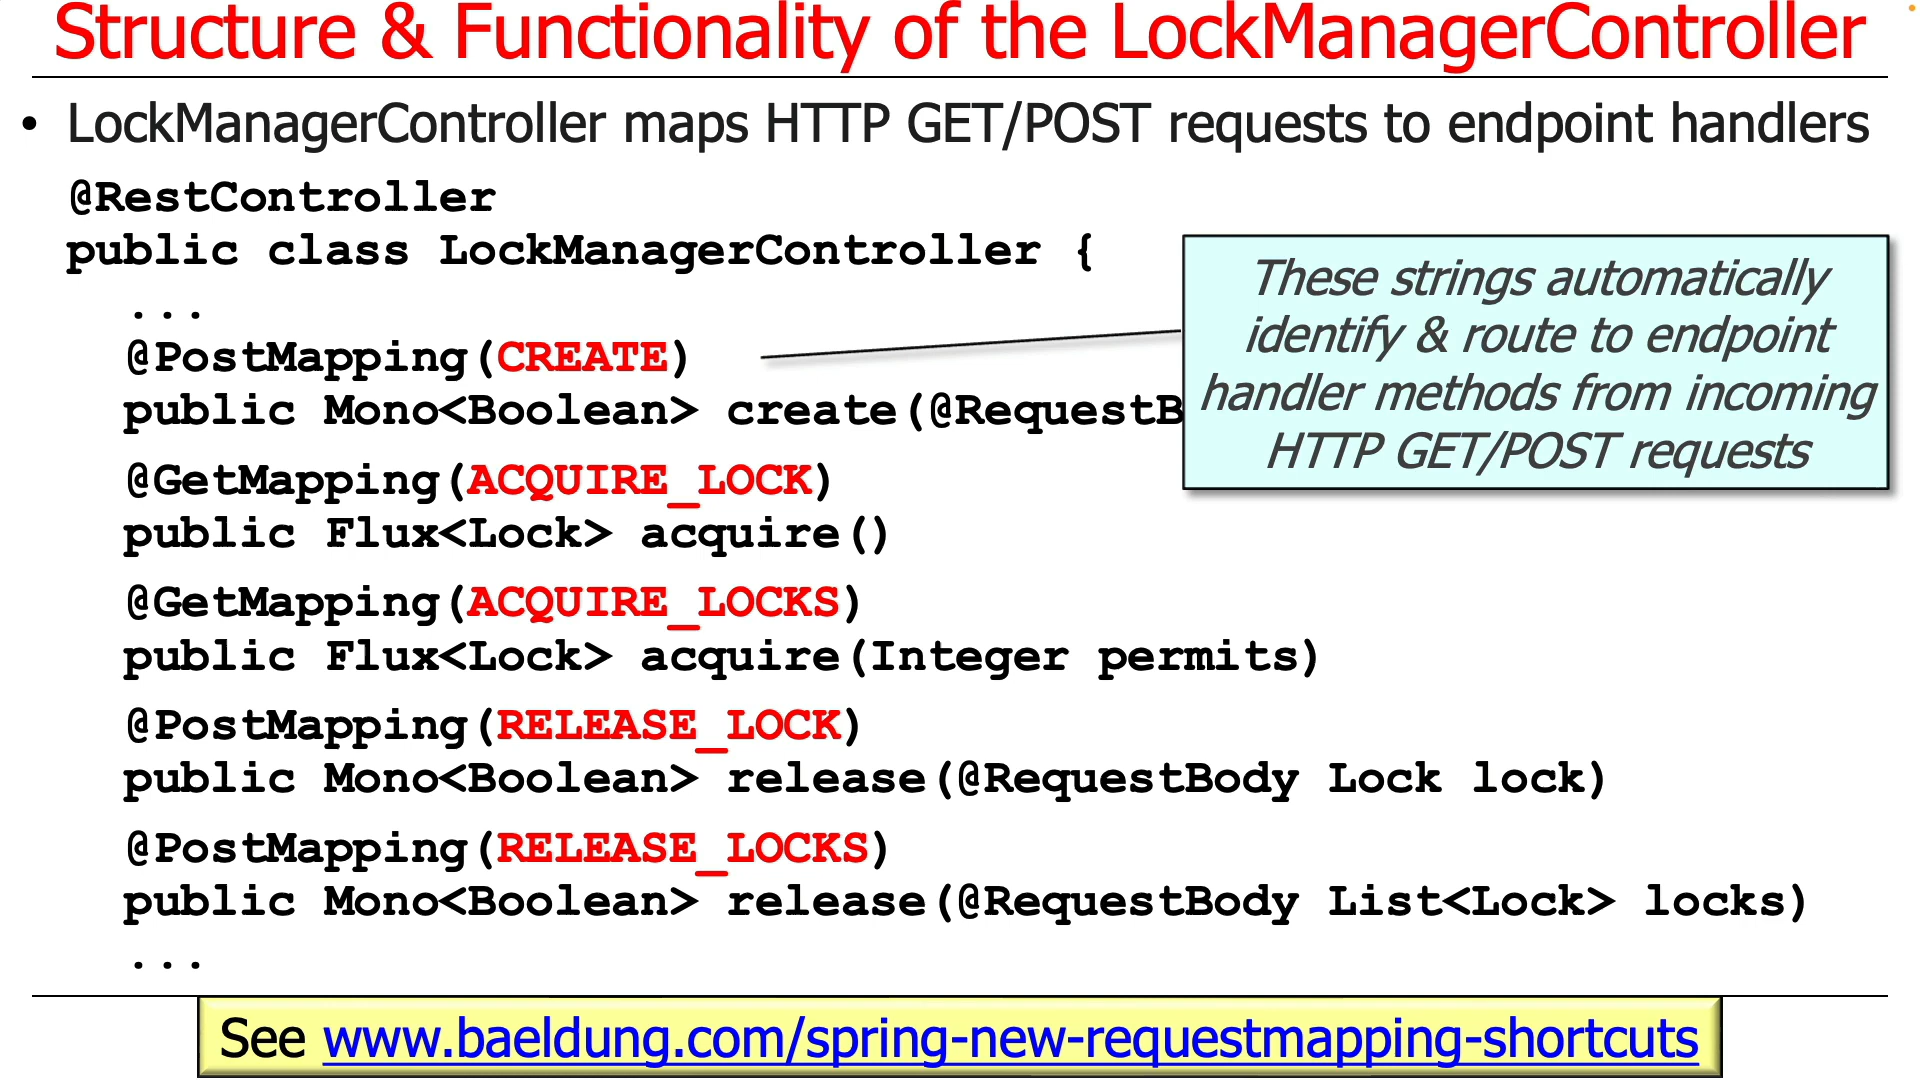 Structure & Functionality of the LockManagerController
• LockManagerController maps HTTP GET/POST requests to endpoint handlers
@RestController
public class LockManagerController {
...
@PostMapping(CREATE)
public Mono<Boolean> create(@RequestB
These strings automatically
identify & route to endpoint
handler methods from incoming
HTTP GET/POST requests
@GetMapping(ACQUIRE_LOCK)
public Flux<Lock> acquire()
@GetMapping(ACQUIRE_LOCKS)
public Flux<Lock> acquire(Integer permits)
@PostMapping(RELEASE_LOCK)
public Mono<Boolean> release(@RequestBody Lock lock)
@PostMapping(RELEASE_LOCKS)
public Mono<Boolean> release(@RequestBody List<Lock> locks)
...
See www.baeldung.com/spring-new-requestmapping-shortcuts